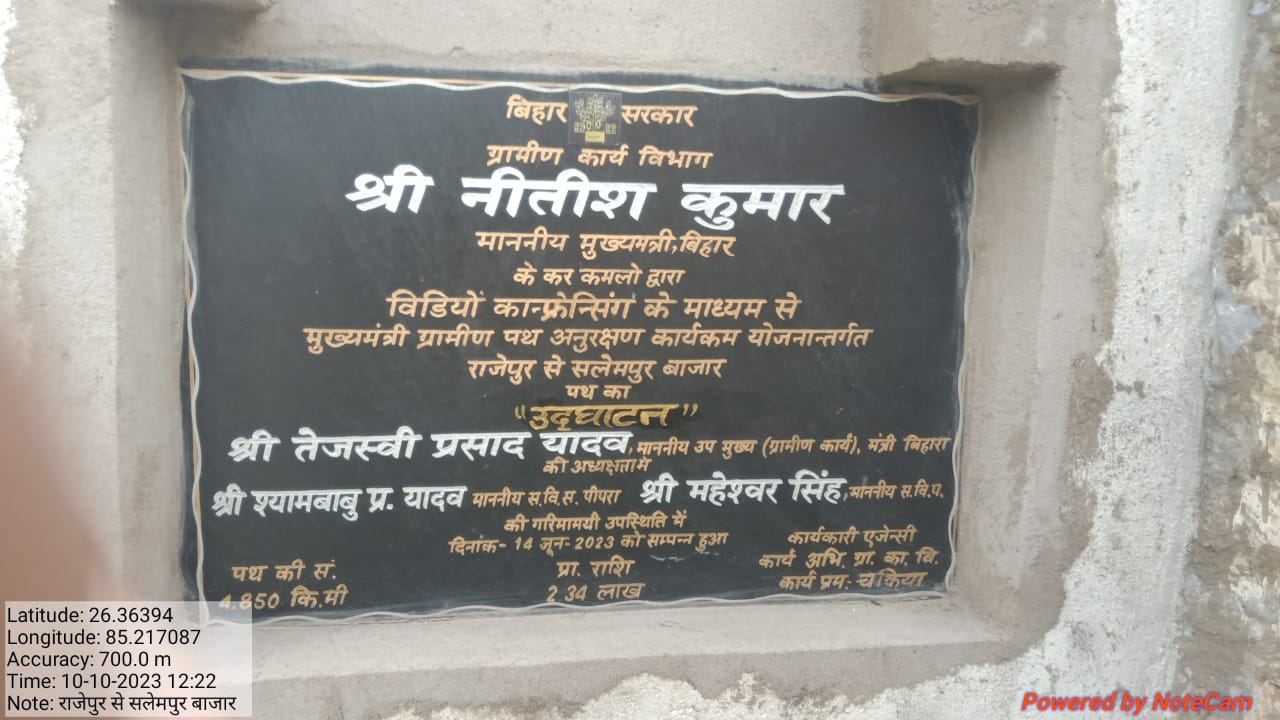 बिहार सरकार
ग्रामीण कार्य विभाग
श्री नीतीश कुमार
माननीय मुख्यमत्री,बिहार
के कर कमलो द्वारा
विडियों कान्फ्रेन्सिंग के माध्यम से
मुख्यमंत्री ग्रामीण पथ अनुरक्षण कार्यकम योजनान्तर्गत
राजेपुर से सलेमपुर बाजार
पथ का
"उद्घाटन"
श्री तेजस्वी प्रसाद यादव,माननीय उप मुख्य (ग्रामीण कार्य), मंत्री बिहारा
की अध्यक्षतामे
श्री श्यामबाबु प्र. यादव माननीय स.वि.स. पीपरा श्री महेश्वर सिंह,माननीय स.वि.प.
की गरिमामयी उपस्थिति में
दिनांक- 14 जून-2023 को सम्पन्न हुआ
पथ की सं.
4.850 कि.मी
प्रा. राशि
2 34 लाख
कार्यकारी एजेन्सी
कार्य अभि. ग्रा. का. वि.
कार्य प्रम:- चकिया
Latitude: 26.36394
Longitude: 85.217087
Accuracy: 700.0 m
Time: 10-10-2023 12:22
Note: राजेपुर से सलेमपुर बाजार
Powered by NoteCam